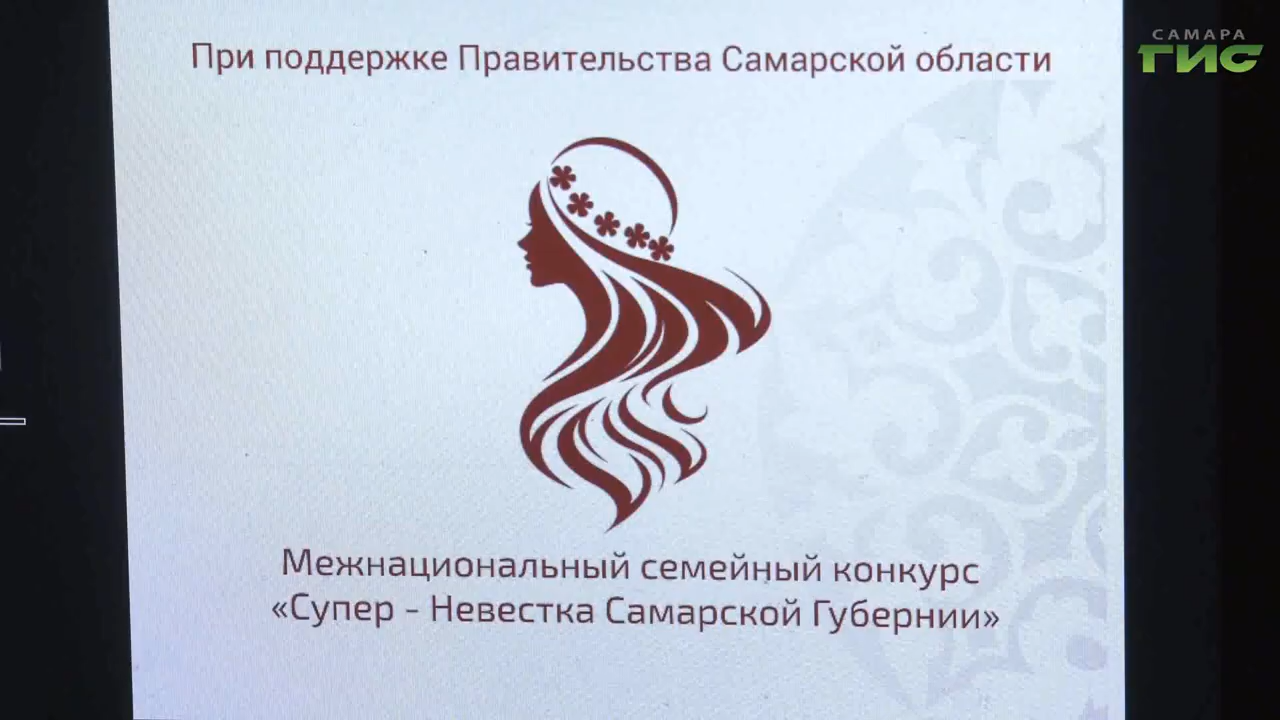 При поддержке Правительства Самарской области
САМАРА
ГИС
Межнациональный семейный конкурс
«Супер - Невестка Самарской Губернии»